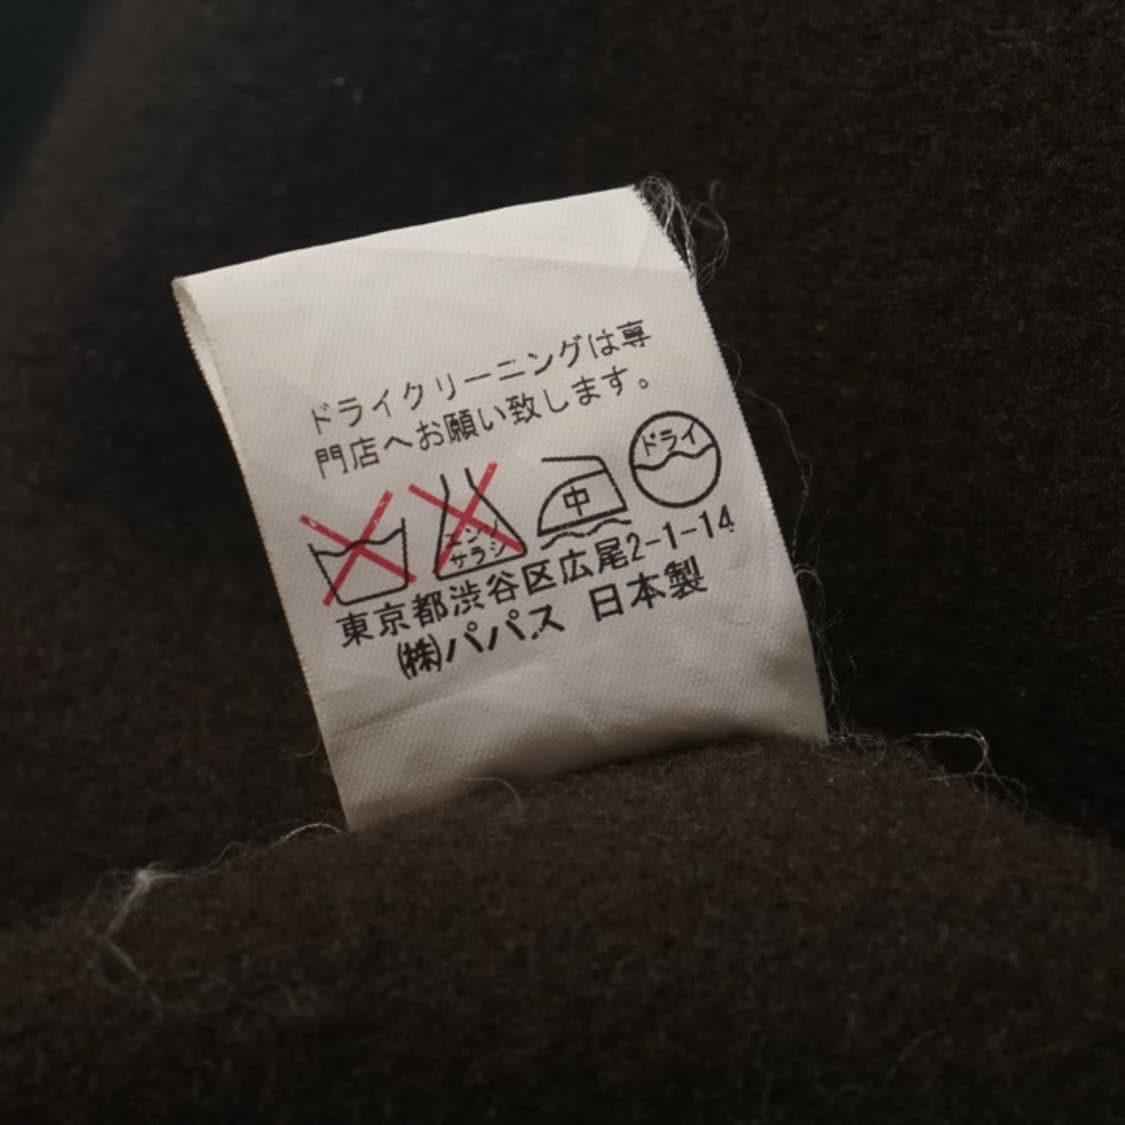 ドライクリーニングは専
門店へお願い致します。
エンソ
サラシ
中
ドライ
東京都渋谷区広尾2-1-14
(株)パパス 日本製